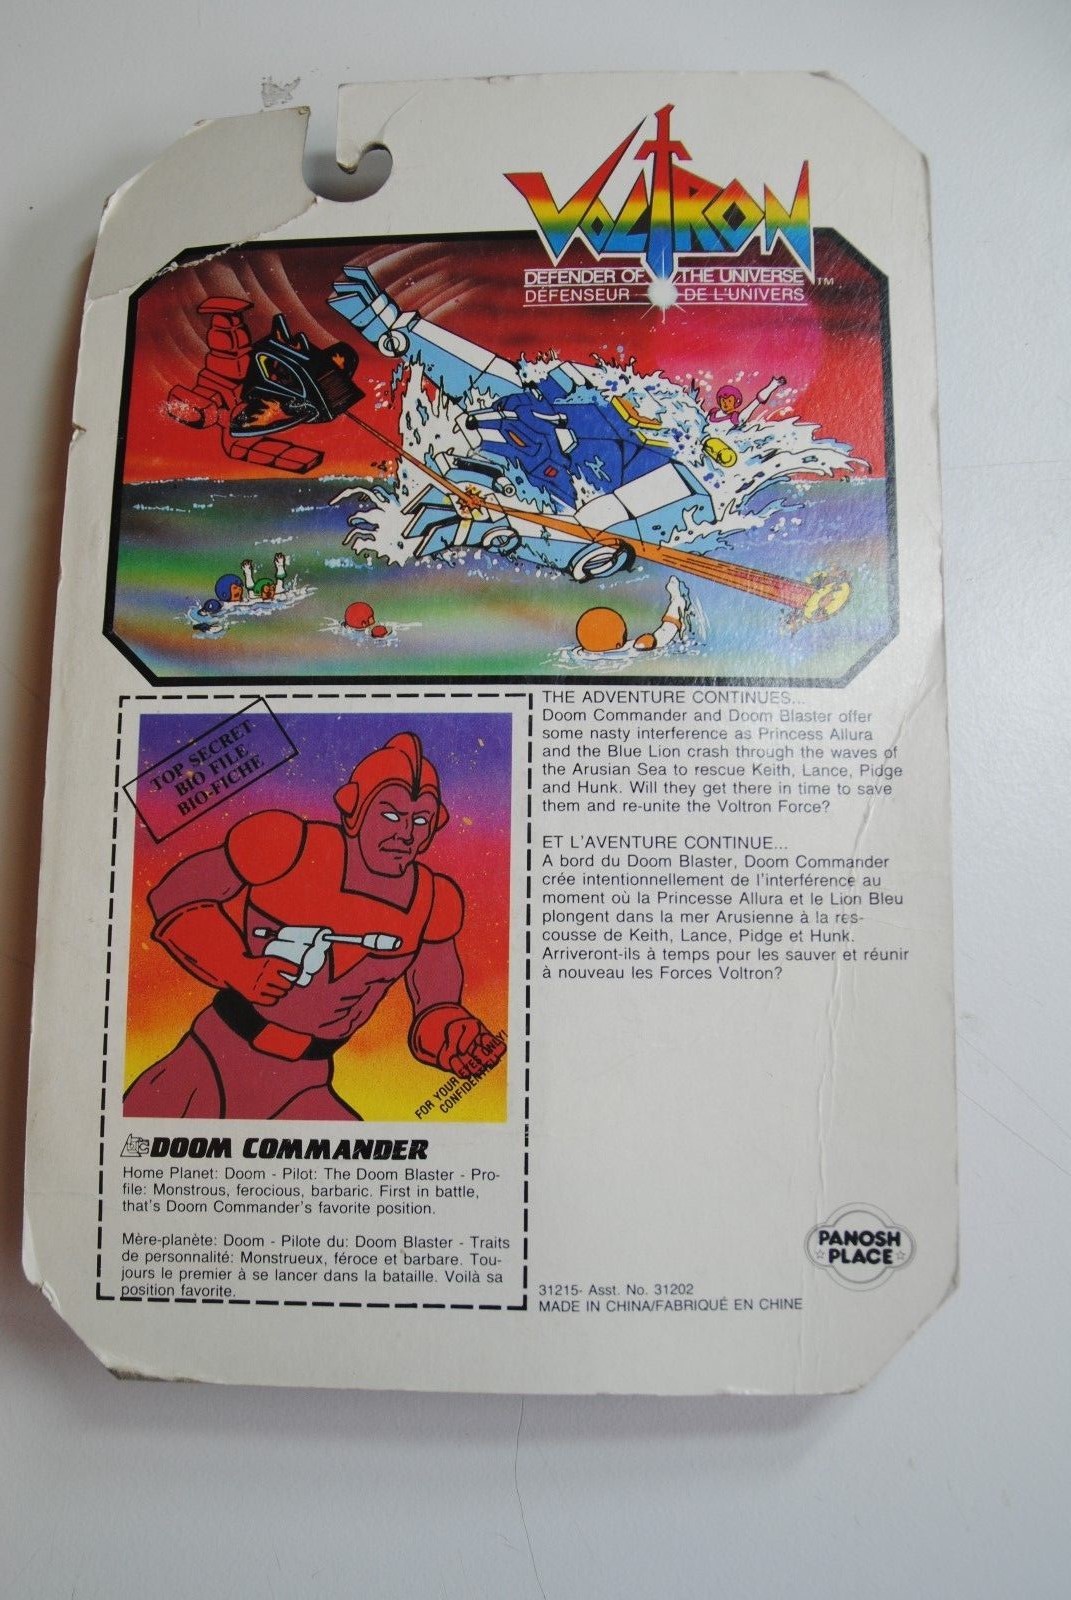 VOLTRON
DEFENDER OF THE UNIVERSE TM
DÉFENSEUR DE L'UNIVERS
THE ADVENTURE CONTINUES...
Doom Commander and Doom Blaster offer
some nasty interference as Princess Allura
and the Blue Lion crash through the waves of
the Arusian Sea to rescue Keith, Lance, Pidge
and Hunk. Will they get there in time to save
them and re-unite the Voltron Force?
ET L'AVENTURE CONTINUE...
A bord du Doom Blaster, Doom Commander
crée intentionnellement de l'interférence au
moment où la Princesse Allura et le Lion Bleu
plongent dans la mer Arusienne à la res-
cousse de Keith, Lance, Pidge et Hunk.
Arriveront-ils à temps pour les sauver et réunir
à nouveau les Forces Voltron?
TOP SECRET
BIO FILE
BIO-FICHE
FOR YOUR EYES ONLY!
DOOM COMMANDER
Home Planet: Doom - Pilot: The Doom Blaster - Pro-
file: Monstrous, ferocious, barbaric. First in battle,
that's Doom Commander's favorite position.
Mère-planète: Doom - Pilote du: Doom Blaster - Traits
de personnalité: Monstrueux, féroce et barbare. Tou-
jours le premier à se lancer dans la bataille. Voilà sa
position favorite.
PANOSH
PLACE
31215- Asst. No. 31202
MADE IN CHINA/FABRIQUÉ EN CHINE